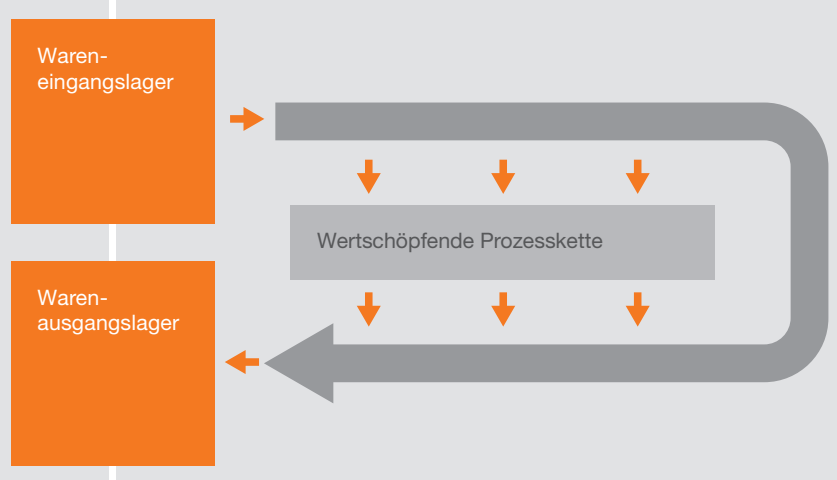 Waren-
eingangslager
Wertschöpfende Prozesskette
Waren-
ausgangslager